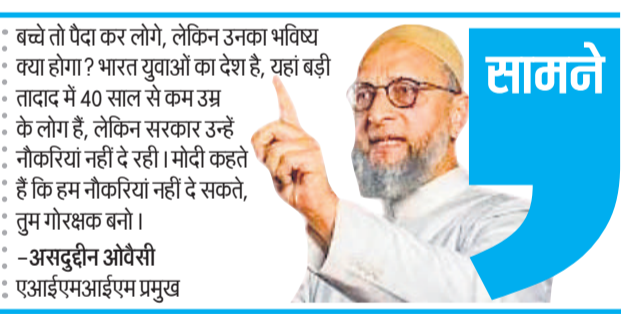 बच्चे तो पैदा कर लोगे, लेकिन उनका भविष्य
क्या होगा? भारत युवाओं का देश है, यहां बड़ी
तादाद में 40 साल से कम उम्र
के लोग हैं, लेकिन सरकार उन्हें
नौकरियां नहीं दे रही। मोदी कहते
हैं कि हम नौकरियां नहीं दे सकते,
तुम गोरक्षक बनो।
-असदुद्दीन ओवैसी
एआईएमआईएम प्रमुख
सामने